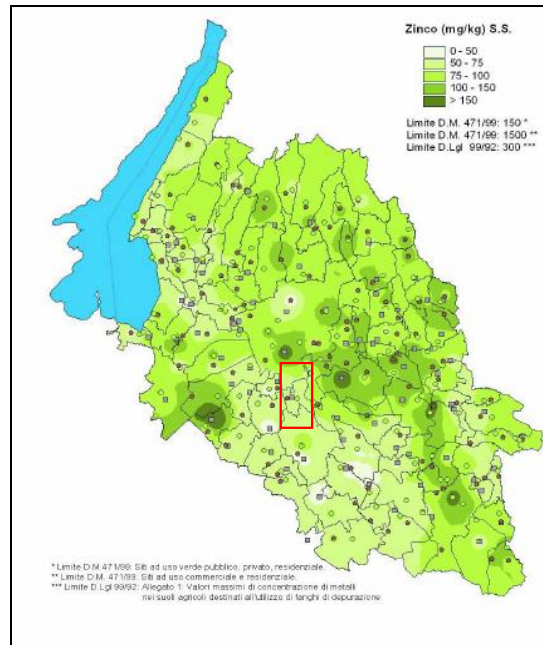 Zinco (mg/kg) S.S.
0 - 50
50 - 75
75 - 100
100 - 150
> 150
Limite D.M. 471/99: 150 *
Limite D.M. 471/99: 1500 **
Limite D.Lgl 99/92: 300 ***
* Limite D.M.471/99: Siti ad uso verde pubblico, privato, residenziale.
** Limite D.M. 471/99: Siti ad uso commerciale e residenziale.
*** Limite D.Lgl 99/92: Allegato 1: Valori massimi di concentrazione di metalli
nei suoli agricoli destinati all'utilizzo di fanghi di depurazione